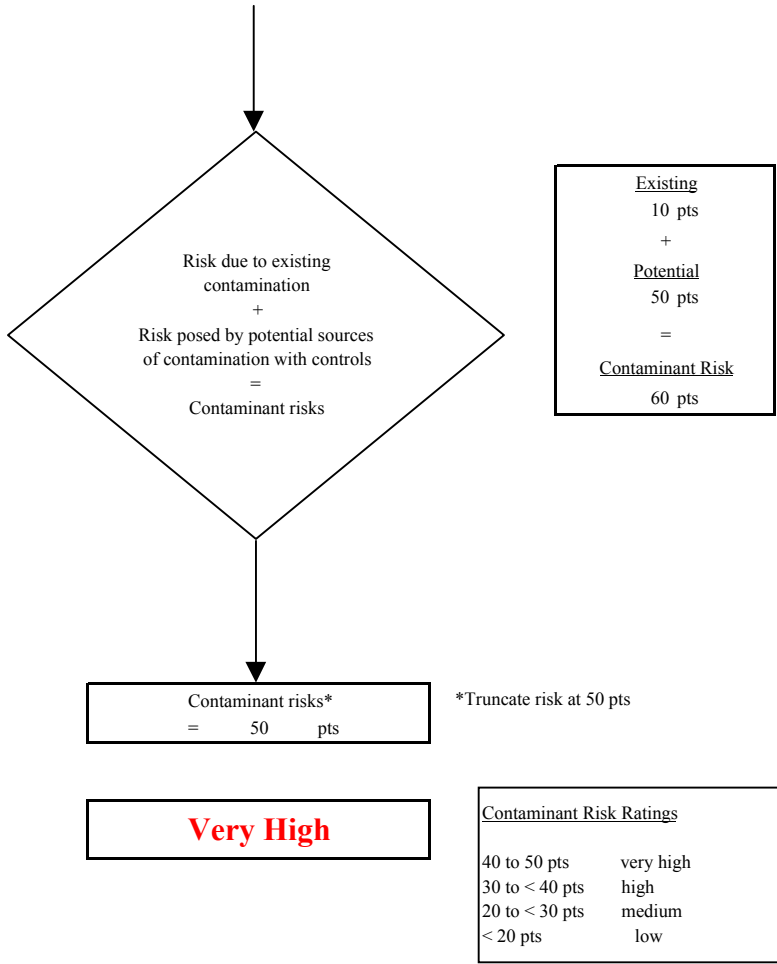 Risk due to existing
contamination
+
Risk posed by potential sources
of contamination with controls
=
Contaminant risks
Existing
10 pts
+
Potential
50 pts
=
Contaminant Risk
60 pts
Contaminant risks*
= 50 pts
*Truncate risk at 50 pts
Very High
Contaminant Risk Ratings
40 to 50 pts very high
30 to < 40 pts high
20 to < 30 pts medium
< 20 pts low